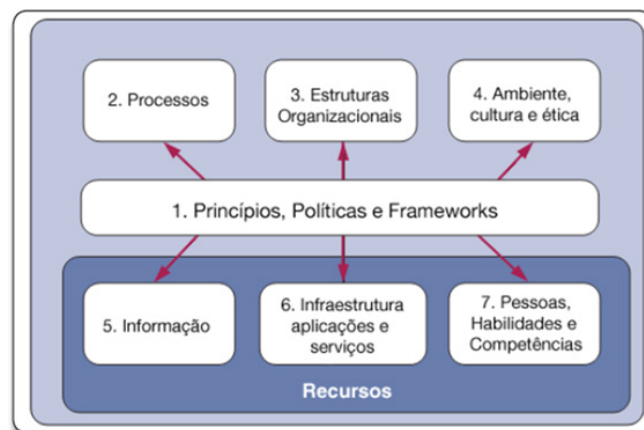 2. Processos
3. Estruturas
Organizacionais
4. Ambiente,
cultura e ética
1. Princípios, Políticas e Frameworks
5. Informação
6. Infraestrutura
aplicações e
serviços
7. Pessoas,
Habilidades e
Competências
Recursos